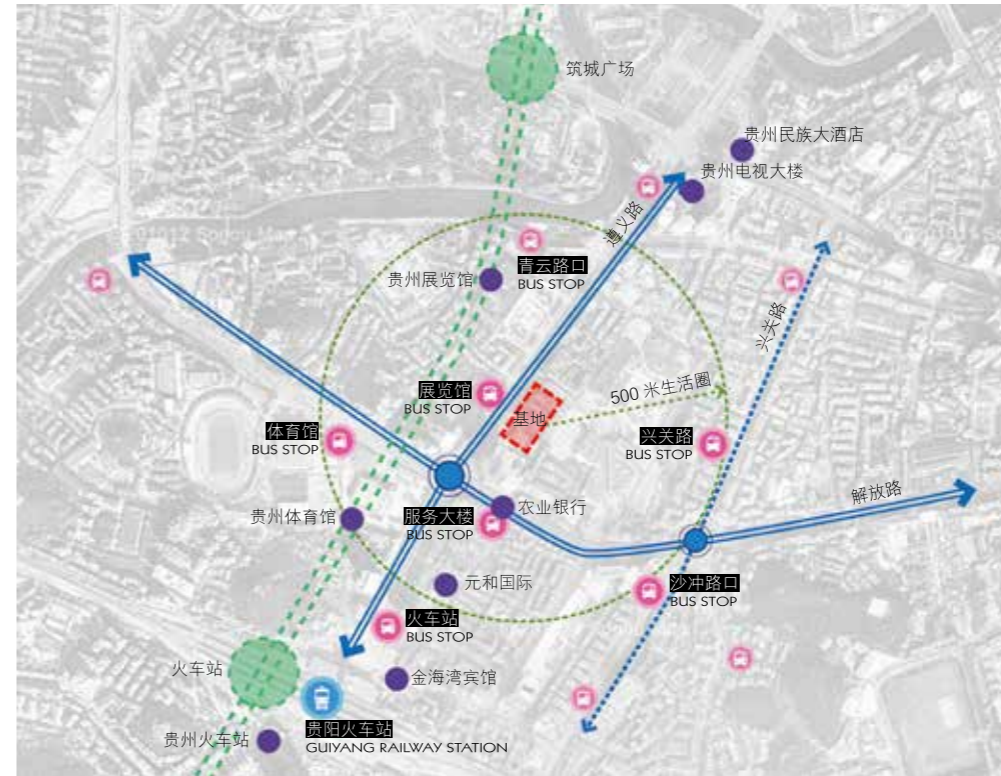 筑城广场
贵州民族大酒店
贵州电视大楼
遵义路
青云路口
BUS STOP
贵州展览馆
兴关路
展览馆
BUS STOP
500 米生活圈
基地
体育馆
BUS STOP
兴关路
BUS STOP
解放路
贵州体育馆
服务大楼
BUS STOP
农业银行
元和国际
沙冲路口
BUS STOP
火车站
BUS STOP
火车站
金海湾宾馆
贵阳火车站
GUIYANG RAILWAY STATION
贵州火车站